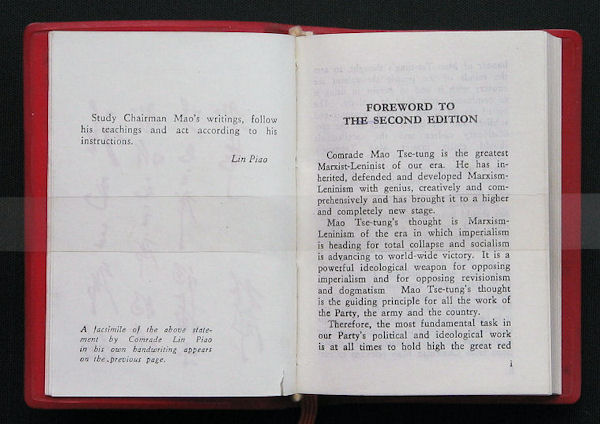 Study Chairman Mao's writings, follow
his teachings and act according to his
instructions.
Lin Piao
A facsimile of the above state-
ment by Comrade Lin Piao
in his own handwriting appears
on the previous page.
FOREWORD TO
THE SECOND EDITION
Comrade Mao Tse-tung is the greatest
Marxist-Leninist of our era. He has in-
herited, defended and developed Marxism-
Leninism with genius, creatively and com-
prehensively and has brought it to a higher
and completely new stage.
Mao Tse-tung's thought is Marxism-
Leninism of the era in which imperialism
is heading for total collapse and socialism
is advancing to world-wide victory. It is a
powerful ideological weapon for opposing
imperialism and for opposing revisionism
and dogmatism Mao Tse-tung's thought
is the guiding principle for all the work of
the Party, the army and the country.
Therefore, the most fundamental task in
our Party's political and ideological work
is at all times to hold high the great red
i